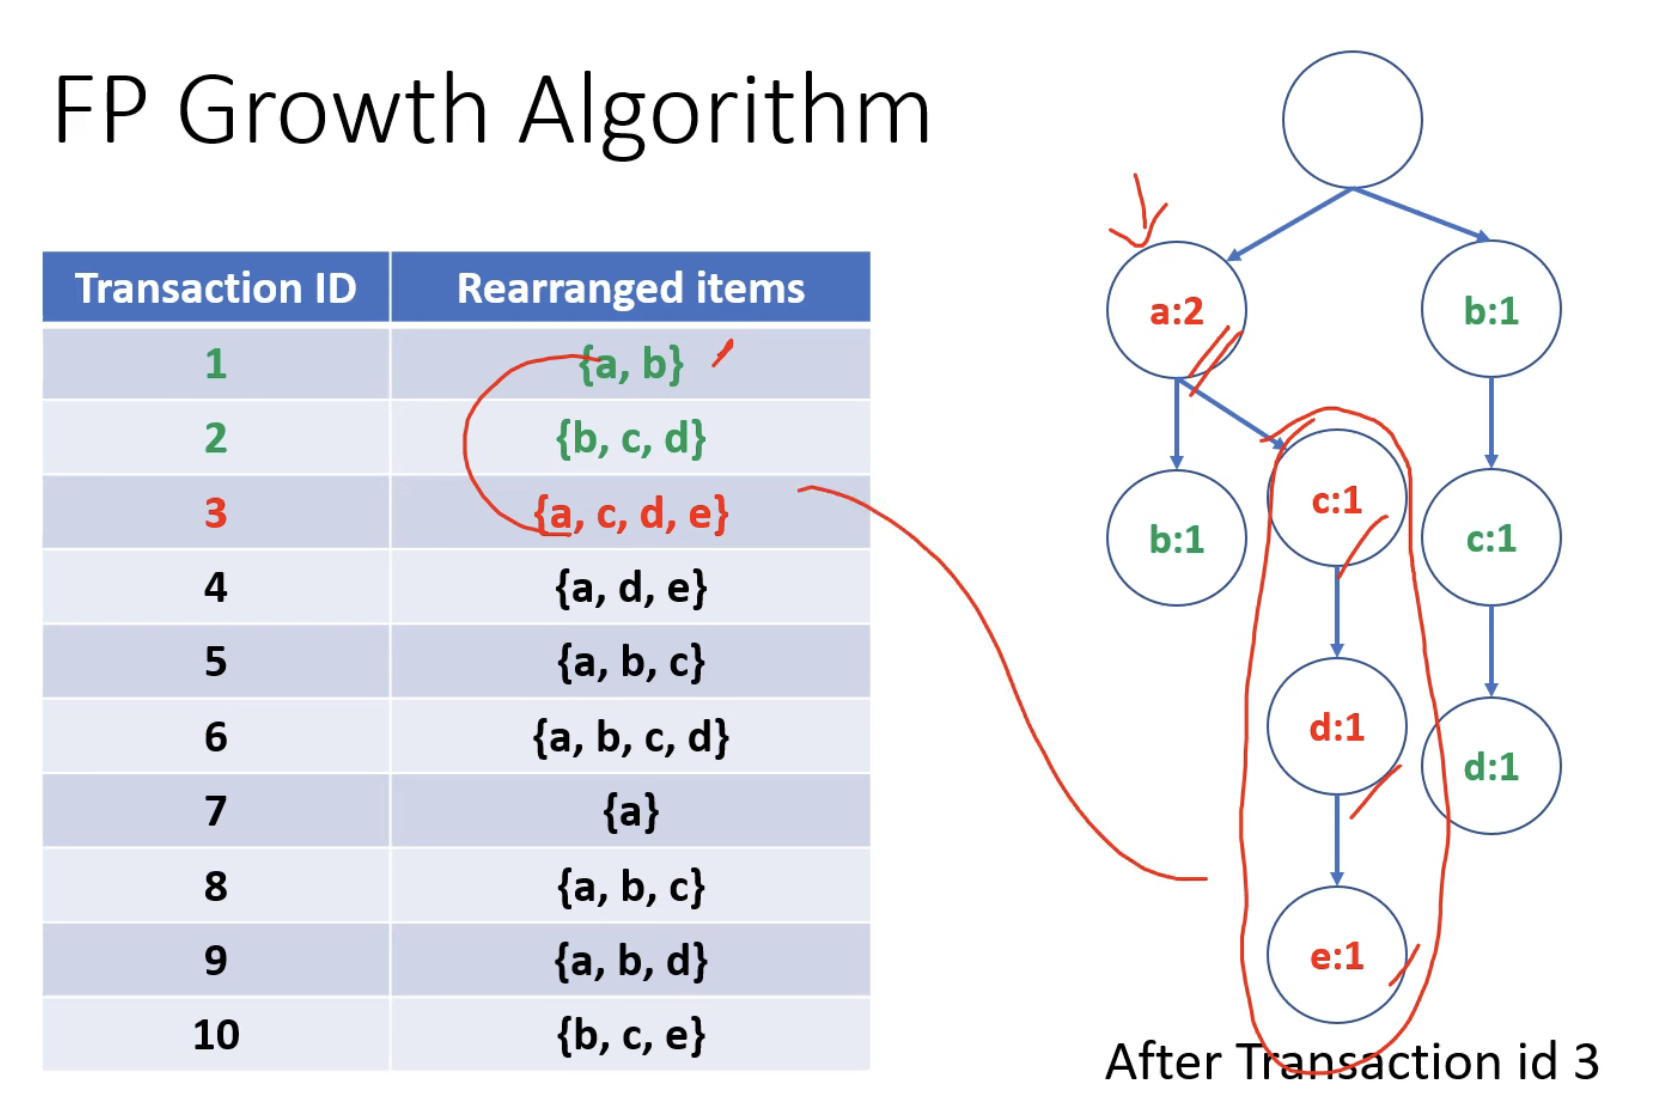 FP Growth Algorithm
Transaction ID Rearranged items
1 {a, b}
2 {b, c, d}
3 {a, c, d, e}
4 {a, d, e}
5 {a, b, c}
6 {a, b, c, d}
7 {a}
8 {a, b, c}
9 {a, b, d}
10 {b, c, e}
a:2 b:1
c:1
b:1 c:1
d:1
d:1
e:1
After Transaction id 3